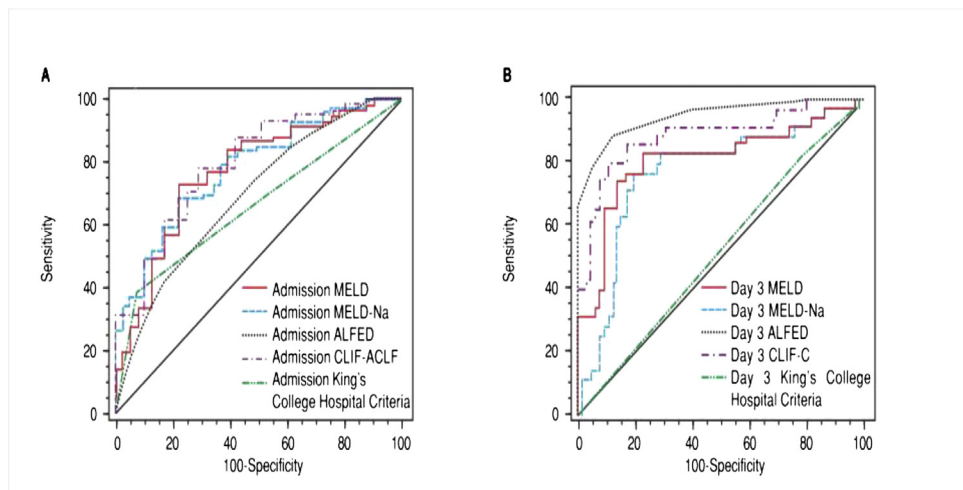 A
100
80
60
40
20
0
Sensitivity
0 20 40 60 80 100
100-Specificity
Admission MELD
Admission MELD-Na
Admission ALFED
Admission CLIF-ACLF
Admission King's
College Hospital Criteria
B
100
80
60
40
20
0
Sensitivity
0 20 40 60 80 100
100-Specificity
Day 3 MELD
Day 3 MELD-Na
Day 3 ALFED
Day 3 CLIF-C
Day 3 King's College
Hospital Criteria